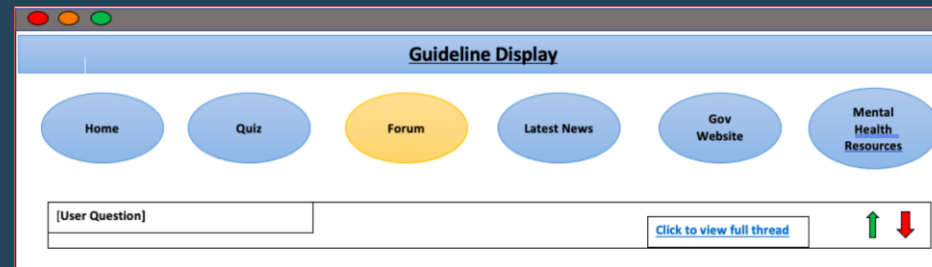 Guideline Display
Home
Quiz
Forum
Latest News
Gov
Website
Mental
Health
Resources
[User Question]
Click to view full thread